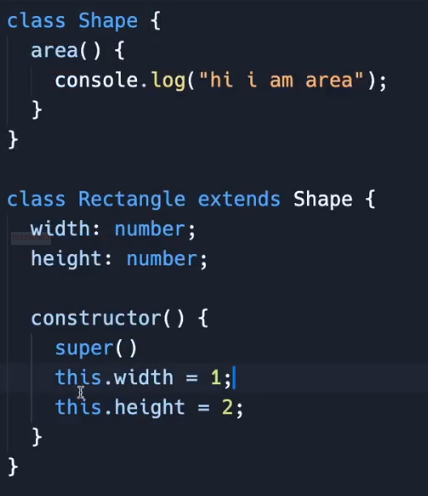 class Shape {
  area() {
    console.log("hi i am area");
  }
}

class Rectangle extends Shape {
  width: number;
  height: number;

  constructor() {
    super()
    this.width = 1;
    this.height = 2;
  }
}